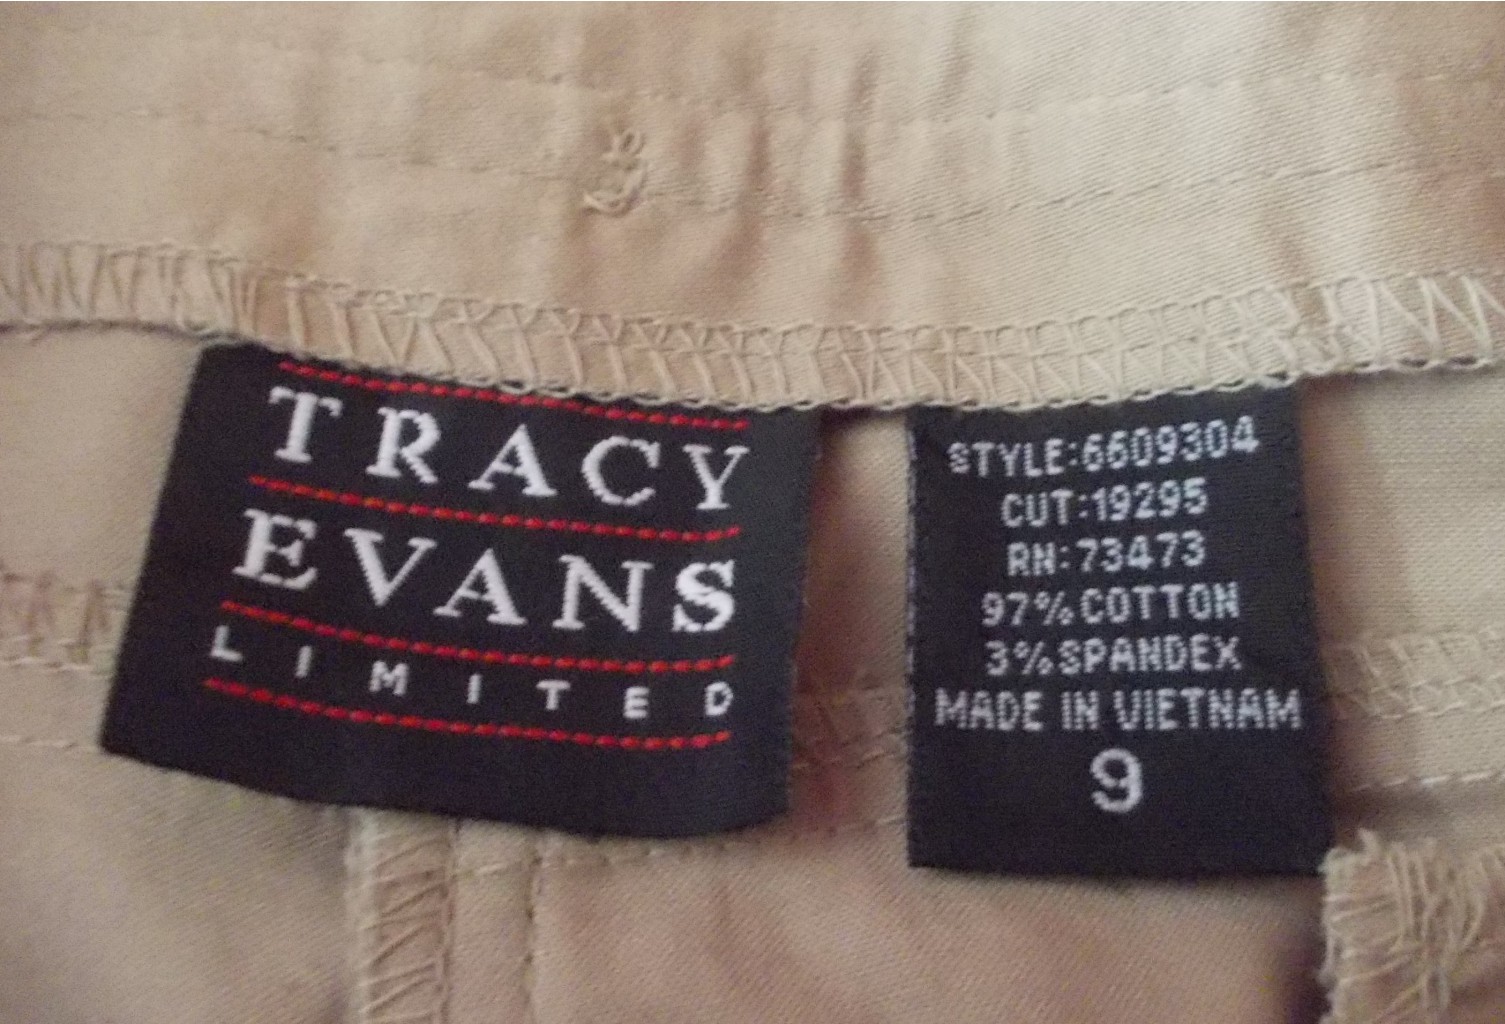 TRACY
EVANS
LIMITED
STYLE:6609304
CUT:19295
RN:73473
97%COTTON
3%SPANDEX
MADE IN VIETNAM
9